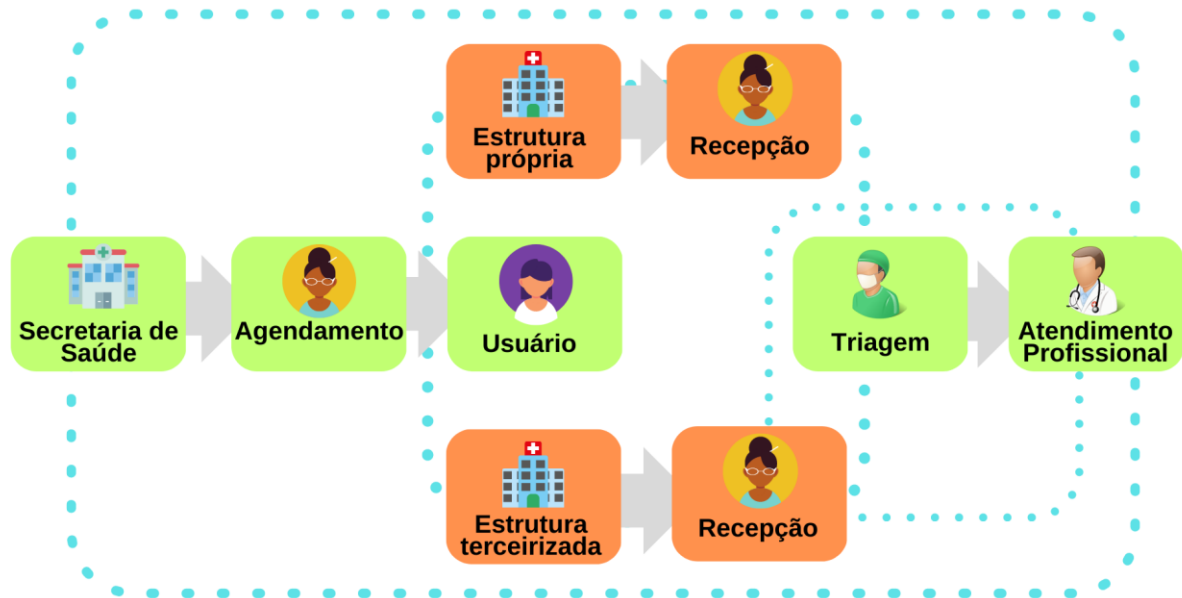 Estrutura
própria
Recepção
Secretaria de
Saúde
Agendamento
Usuário
Triagem
Atendimento
Profissional
Estrutura
terceirizada
Recepção